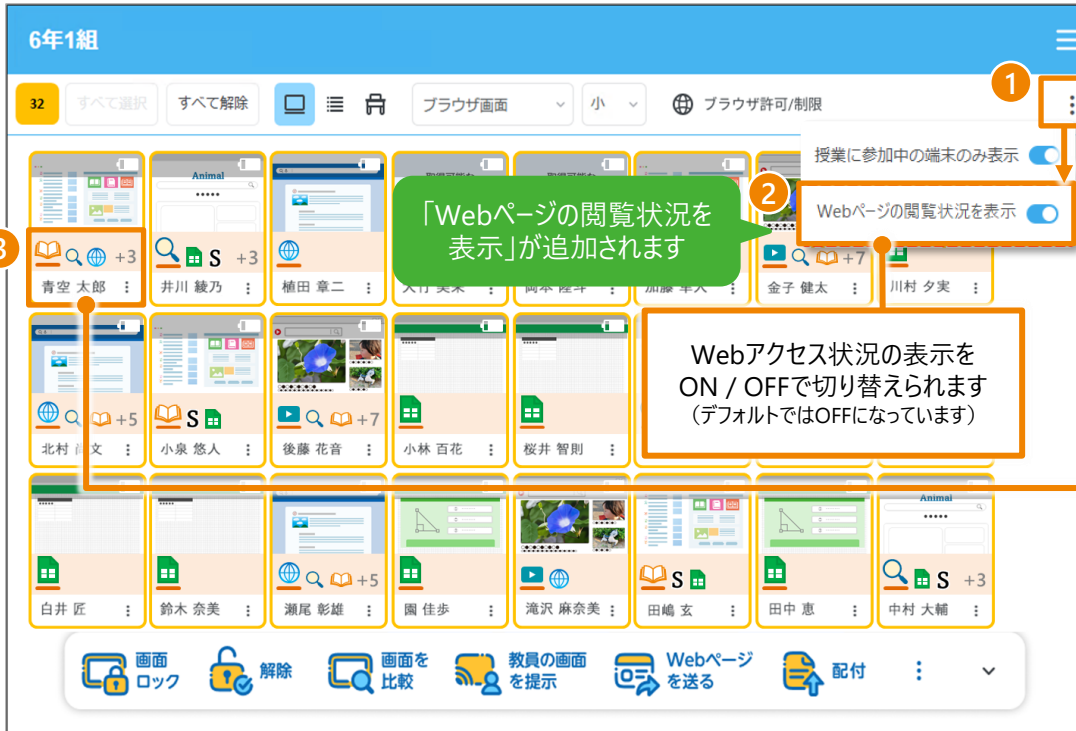 6年1組
1
32 すべて選択 すべて解除 ブラウザ画面 小 ブラウザ許可/制限
授業に参加中の端末のみ表示
2
Webページの閲覧状況を表示
「Webページの閲覧状況を
表示」が追加されます
Animal
3
+3 S +3 +7
青空 太郎 井川 綾乃 植田 章二 金子 健太 川村 夕実
Webアクセス状況の表示を
ON / OFFで切り替えられます
（デフォルトではOFFになっています）
+5 S +7
北村 文 小泉 悠人 後藤 花音 小林 百花 桜井 智則
Animal
+5 S S +3
白井 匠 鈴木 奈美 瀬尾 彰雄 園 佳歩 滝沢 麻奈美 田嶋 玄 田中 恵 中村 大輔
画面
ロック
解除
画面を
比較
教員の画面
を提示
Webページ
を送る
配付